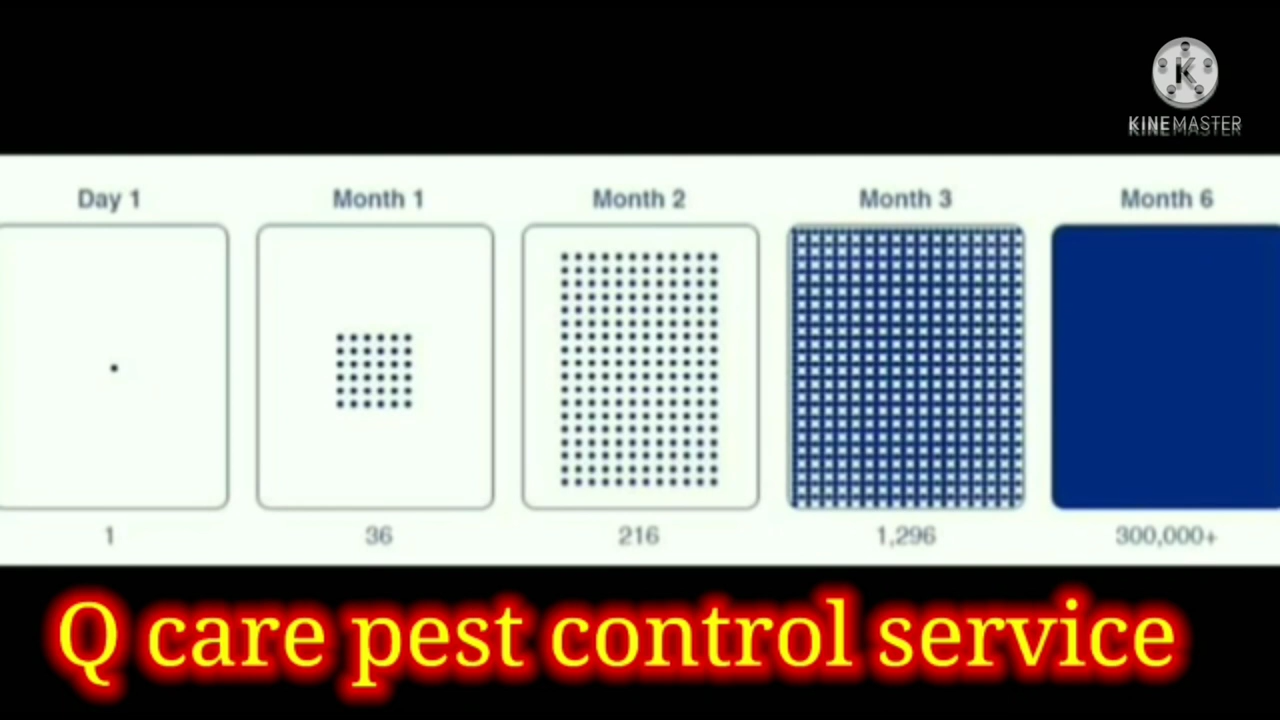 KINEMASTER
Day 1 Month 1 Month 2 Month 3 Month 6
1 36 216 1,296 300,000+
Q care pest control service